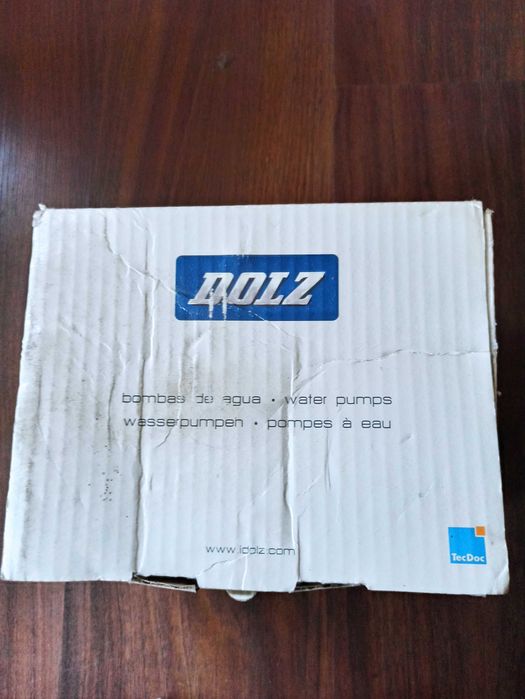 DOLZ
bombas de agua • water pumps
wasserpumpen • pompes à eau
www.idolz.com
TecDoc